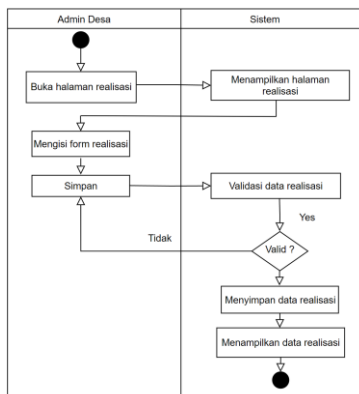 Admin Desa
Sistem
Buka halaman realisasi
Menampilkan halaman
realisasi
Mengisi form realisasi
Simpan
Validasi data realisasi
Yes
Tidak
Valid ?
Menyimpan data realisasi
Menampilkan data realisasi